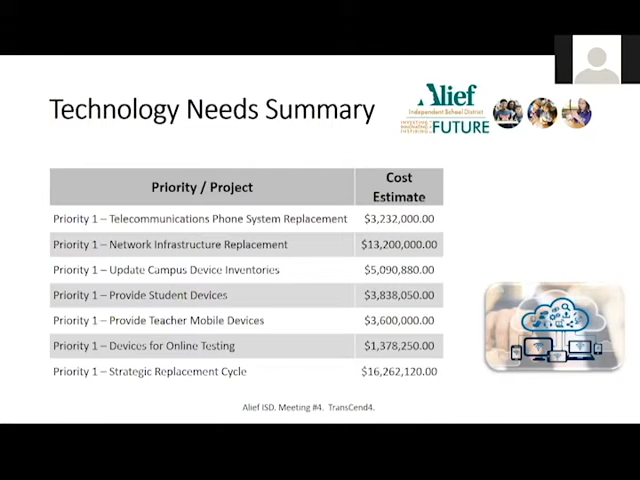 Technology Needs Summary
Alief
Independent School District
FUTURE
Priority / Project
Cost
Estimate
Priority 1 – Telecommunications Phone System Replacement $3,232,000.00
Priority 1 – Network Infrastructure Replacement $13,200,000.00
Priority 1 – Update Campus Device Inventories $5,090,880.00
Priority 1 – Provide Student Devices $3,838,050.00
Priority 1 – Provide Teacher Mobile Devices $3,600,000.00
Priority 1 – Devices for Online Testing $1,378,250.00
Priority 1 – Strategic Replacement Cycle $16,262,120.00
Alief ISD. Meeting #4. TransCend4.